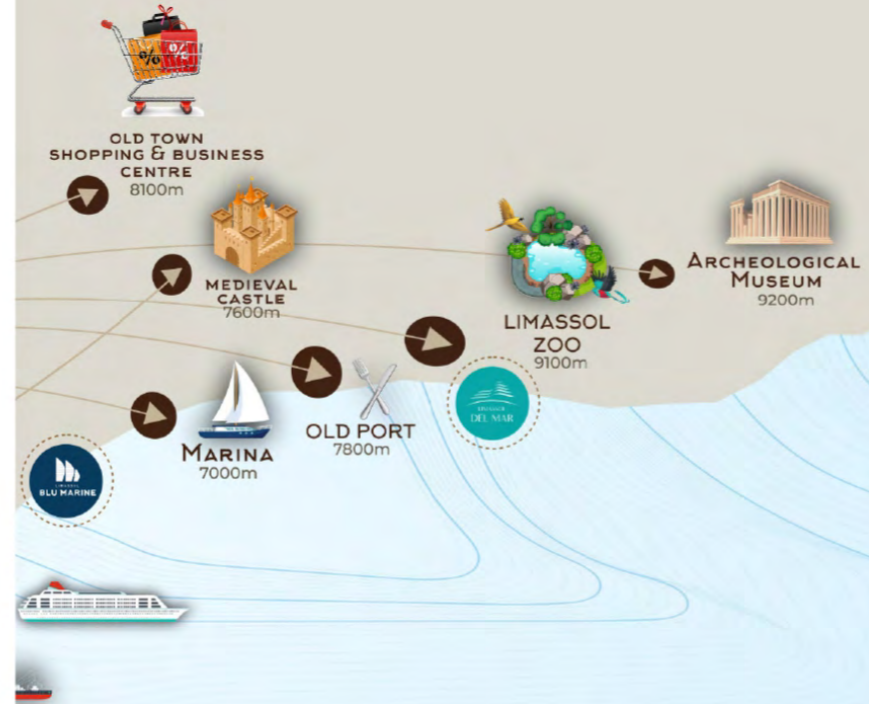 % %
OLD TOWN
SHOPPING & BUSINESS
CENTRE
8100m
MEDIEVAL
CASTLE
7600m
LIMASSOL
ZOO
9100m
ARCHEOLOGICAL
MUSEUM
9200m
MARINA
7000m
OLD PORT
7800m
DEL MAR
LIMASSOL
BLU MARINE